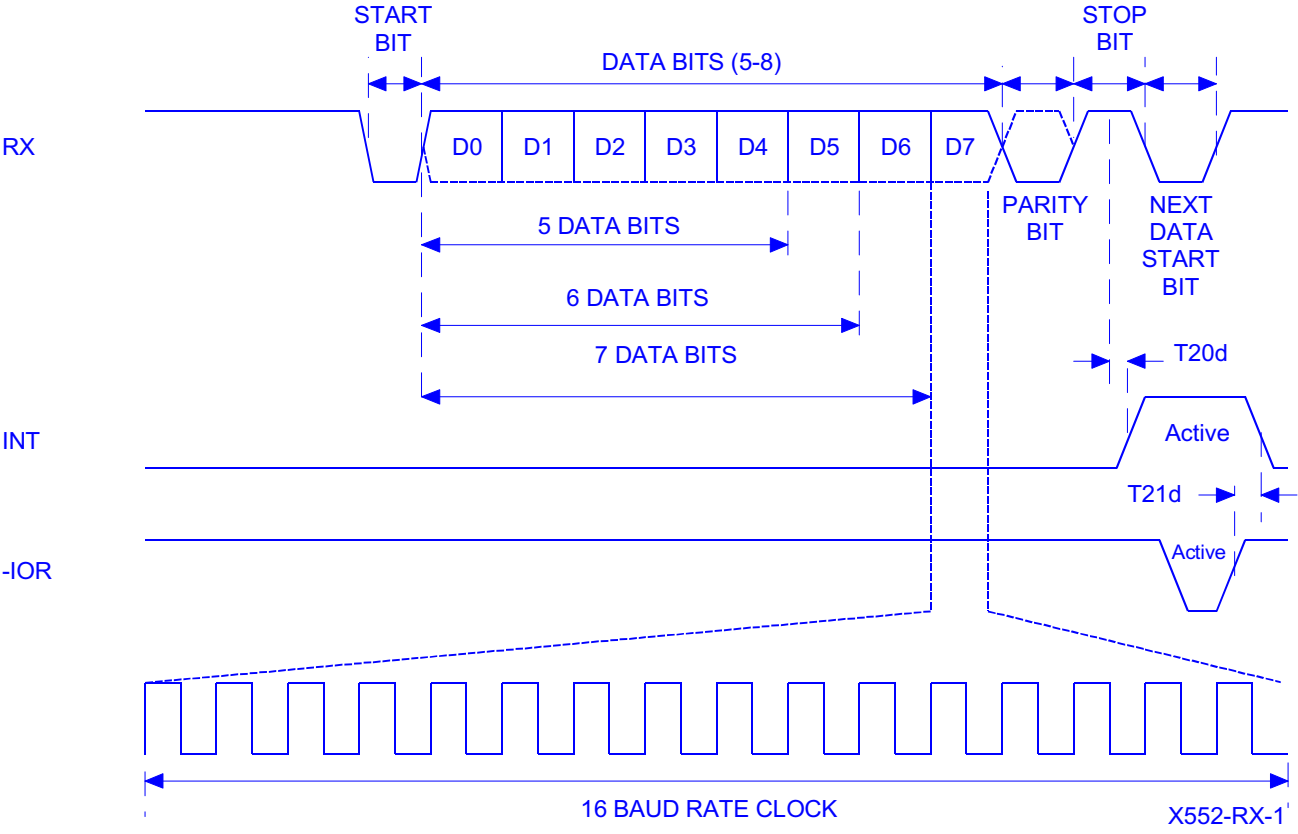 START
BIT
STOP
BIT
DATA BITS (5-8)
RX
D0
D1
D2
D3
D4
D5
D6
D7
PARITY
BIT
NEXT
DATA
START
BIT
5 DATA BITS
6 DATA BITS
7 DATA BITS
T20d
INT
Active
T21d
-IOR
Active
16 BAUD RATE CLOCK
X552-RX-1